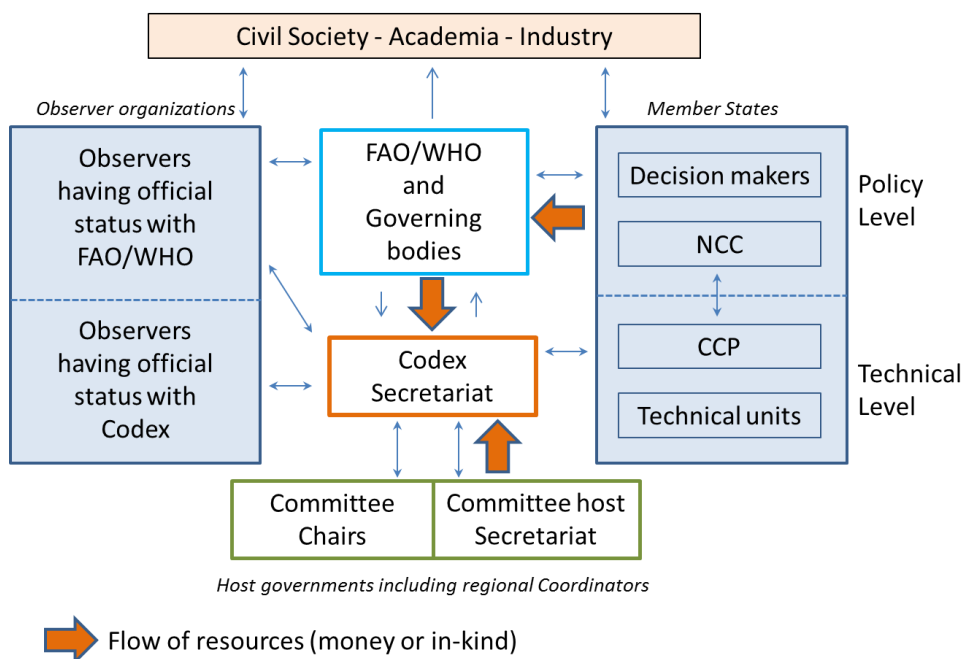 Civil Society - Academia - Industry
Observer organizations
Member States
Observers
having official
status with
FAO/WHO
FAO/WHO
and
Governing
bodies
Decision makers
NCC
Policy
Level
Observers
having official
status with
Codex
Codex
Secretariat
CCP
Technical units
Technical
Level
Committee
Chairs
Committee host
Secretariat
Host governments including regional Coordinators
Flow of resources (money or in-kind)